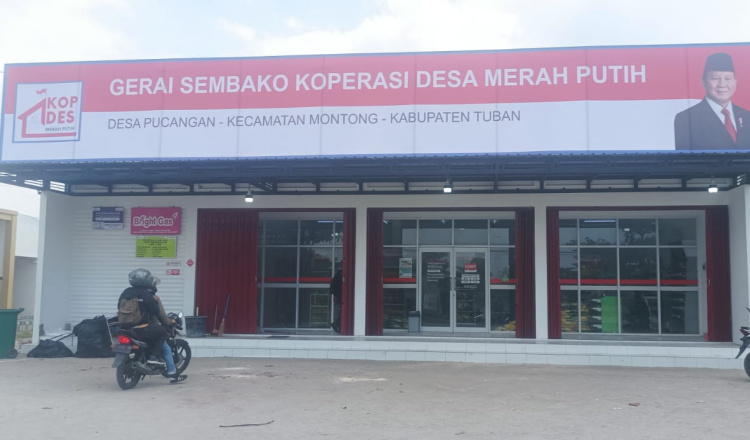 GERAI SEMBAKO KOPERASI DESA MERAH PUTIH
DESA PUCANGAN - KECAMATAN MONTONG - KABUPATEN TUBAN
KOP
DES
MERAH PUTIH
Bright Gas